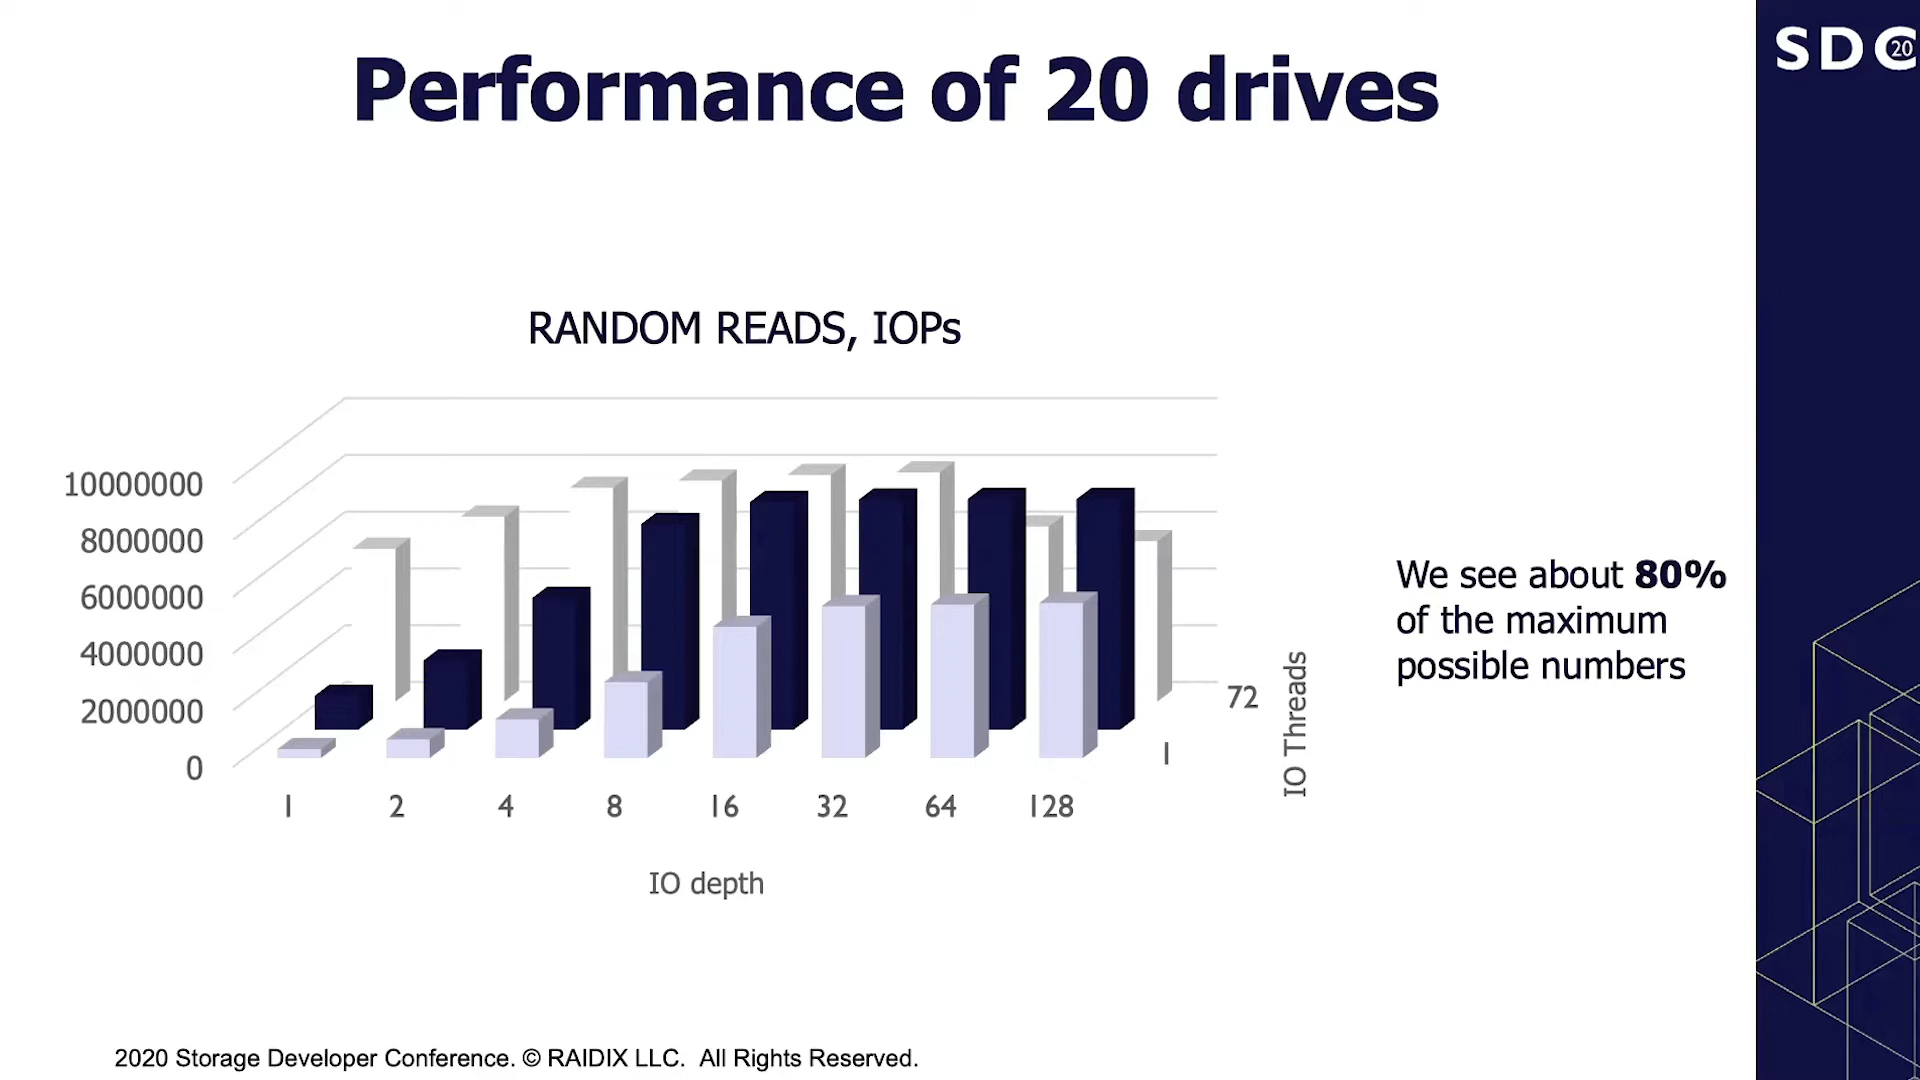 SDC 20
Performance of 20 drives
RANDOM READS, IOPs
10000000
8000000
6000000
4000000
2000000
0
1 2 4 8 16 32 64 128
IO depth
72
1
IO Threads
We see about 80%
of the maximum
possible numbers
2020 Storage Developer Conference. © RAIDIX LLC. All Rights Reserved.